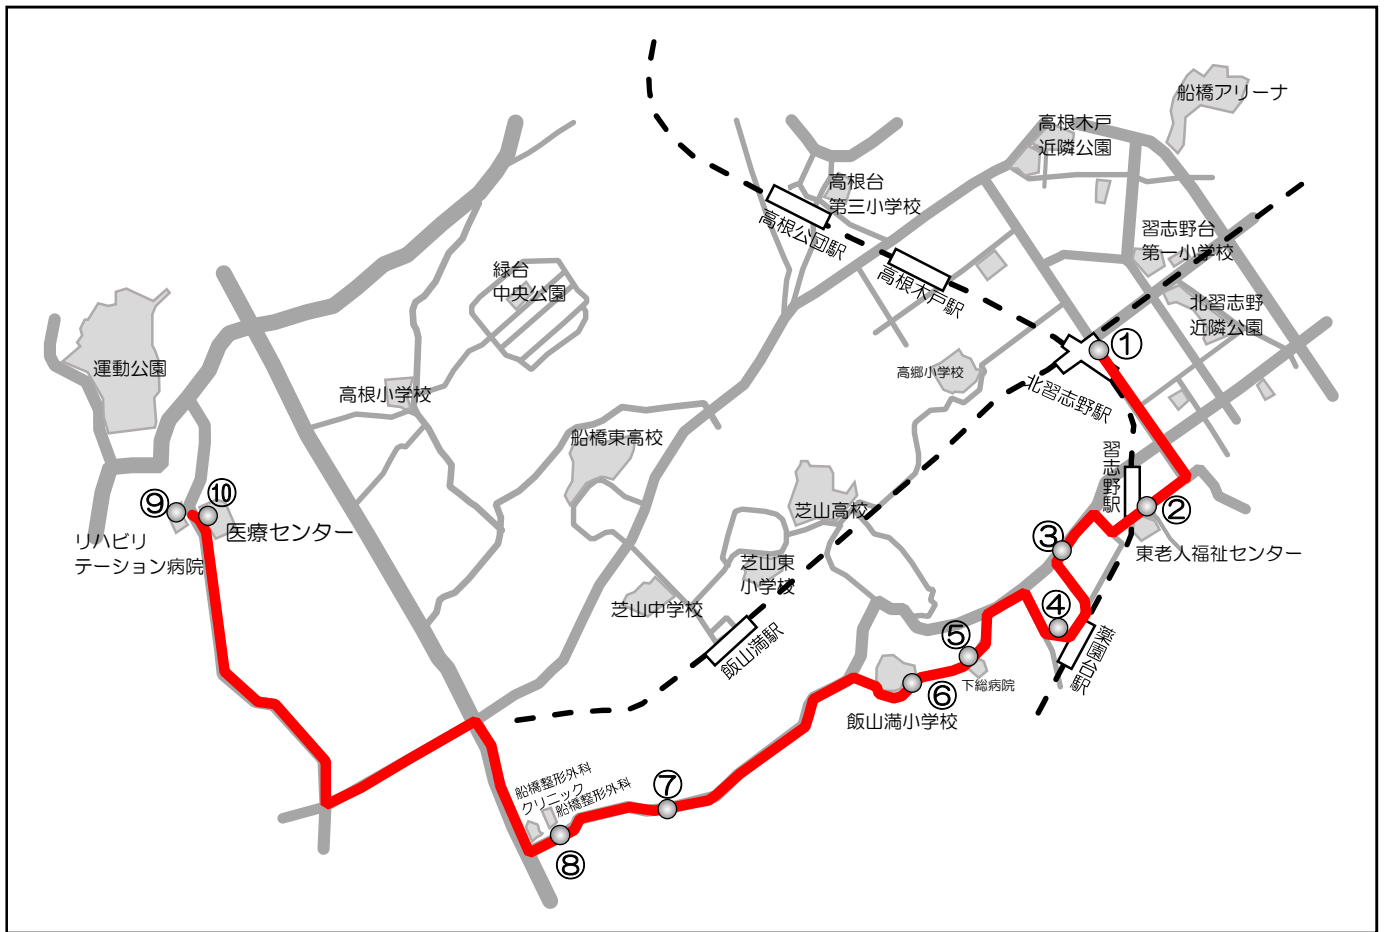 船橋アリーナ
高根木戸
近隣公園
高根台
第三小学校
高根公団駅
習志野台
第一小学校
高根木戸駅
緑台
中央公園
北習志野
近隣公園
①
運動公園
高郷小学校
北習志野駅
高根小学校
船橋東高校
習志野駅
⑨
⑩
医療センター
芝山高校
②
リハビリ
テーション病院
③
東老人福祉センター
芝山東
小学校
芝山中学校
④
飯山満駅
⑤
薬園台駅
下総病院
⑥
飯山満小学校
船橋整形外科
クリニック
船橋整形外科
⑦
⑧